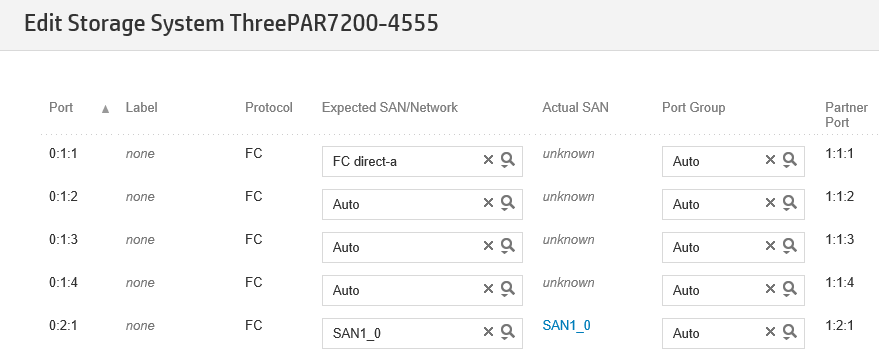 Edit Storage System ThreePAR7200-4555
Port ▲ Label Protocol Expected SAN/Network Actual SAN Port Group Partner
Port
0:1:1 none FC FC direct-a unknown Auto 1:1:1
0:1:2 none FC Auto unknown Auto 1:1:2
0:1:3 none FC Auto unknown Auto 1:1:3
0:1:4 none FC Auto unknown Auto 1:1:4
0:2:1 none FC SAN1_0 SAN1_0 Auto 1:2:1